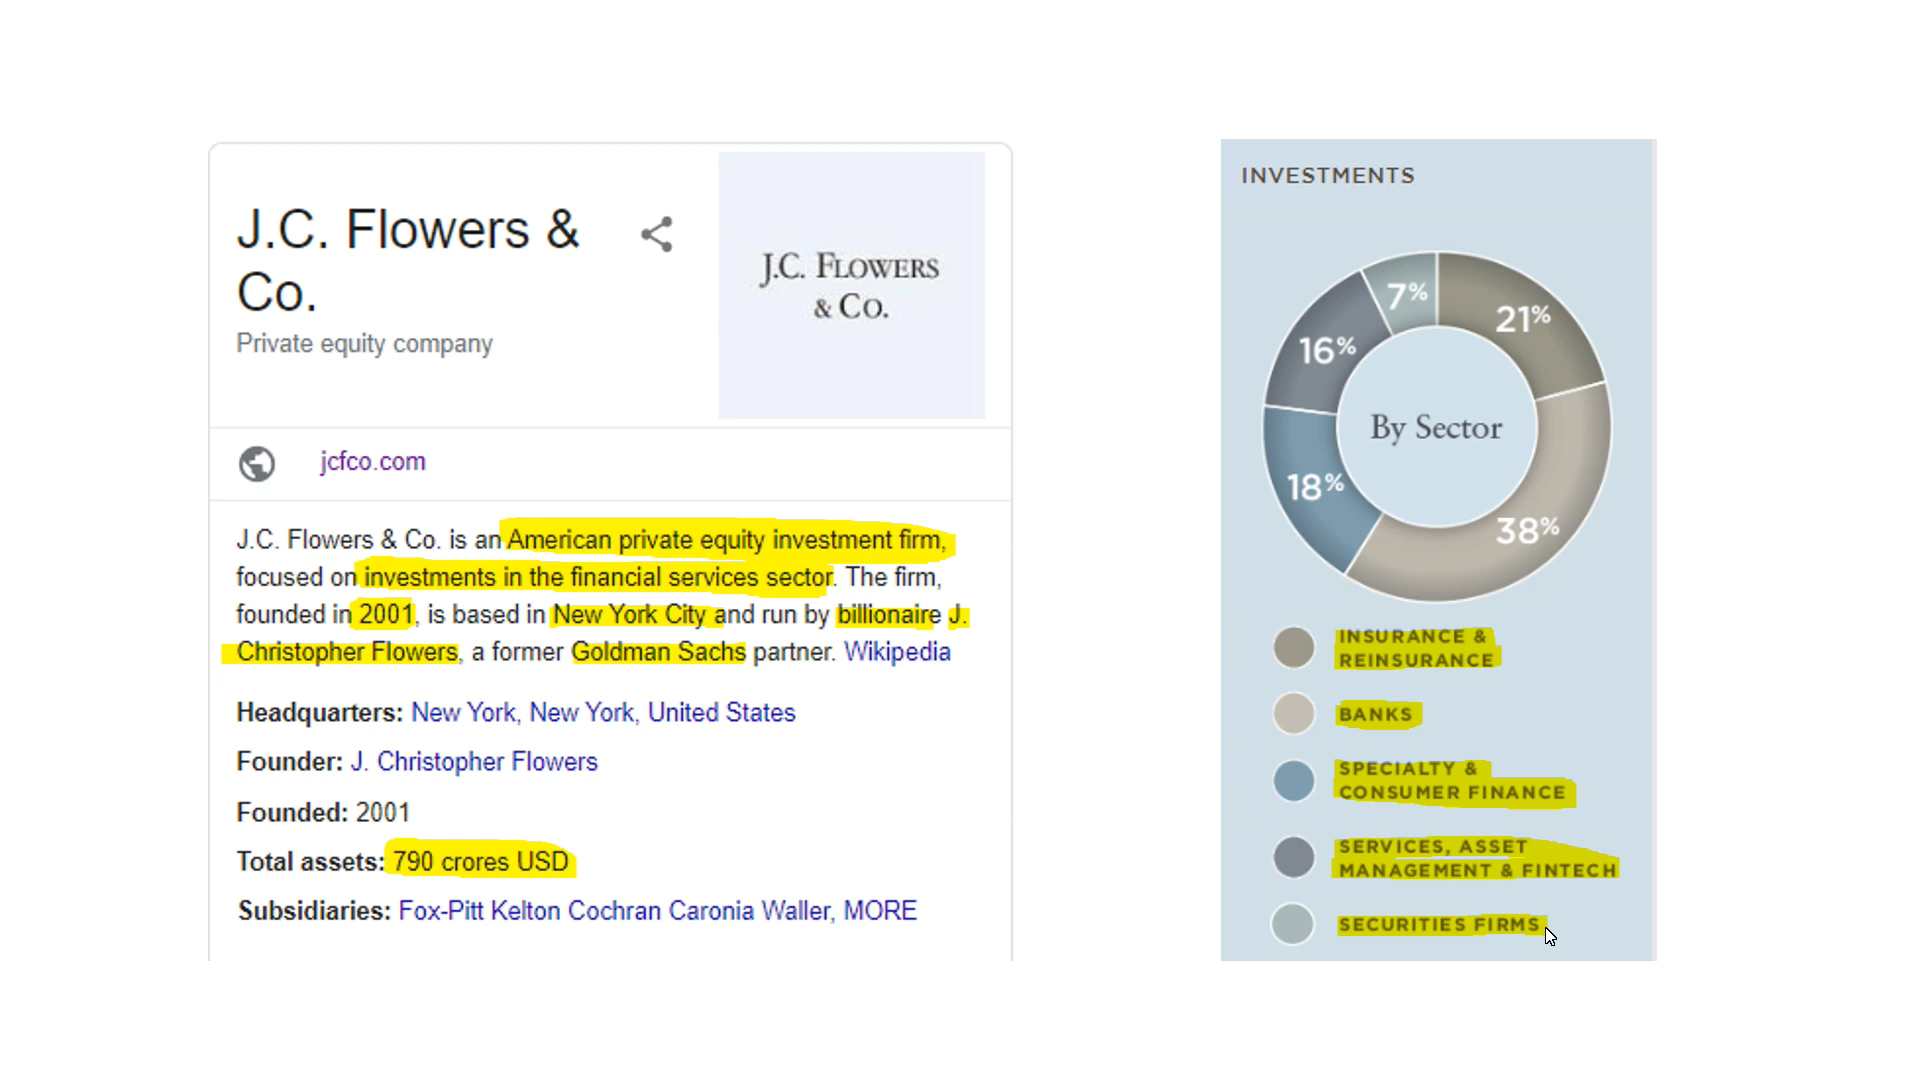 J.C. Flowers &
Co.
Private equity company
J.C. FLOWERS
& CO.
jcfco.com
J.C. Flowers & Co. is an American private equity investment firm,
focused on investments in the financial services sector. The firm,
founded in 2001, is based in New York City and run by billionaire J.
Christopher Flowers, a former Goldman Sachs partner. Wikipedia
Headquarters: New York, New York, United States
Founder: J. Christopher Flowers
Founded: 2001
Total assets: 790 crores USD
Subsidiaries: Fox-Pitt Kelton Cochran Caronia Waller, MORE
INVESTMENTS
7%
21%
16%
By Sector
18%
38%
INSURANCE &
REINSURANCE
BANKS
SPECIALTY &
CONSUMER FINANCE
SERVICES, ASSET
MANAGEMENT & FINTECH
SECURITIES FIRMS